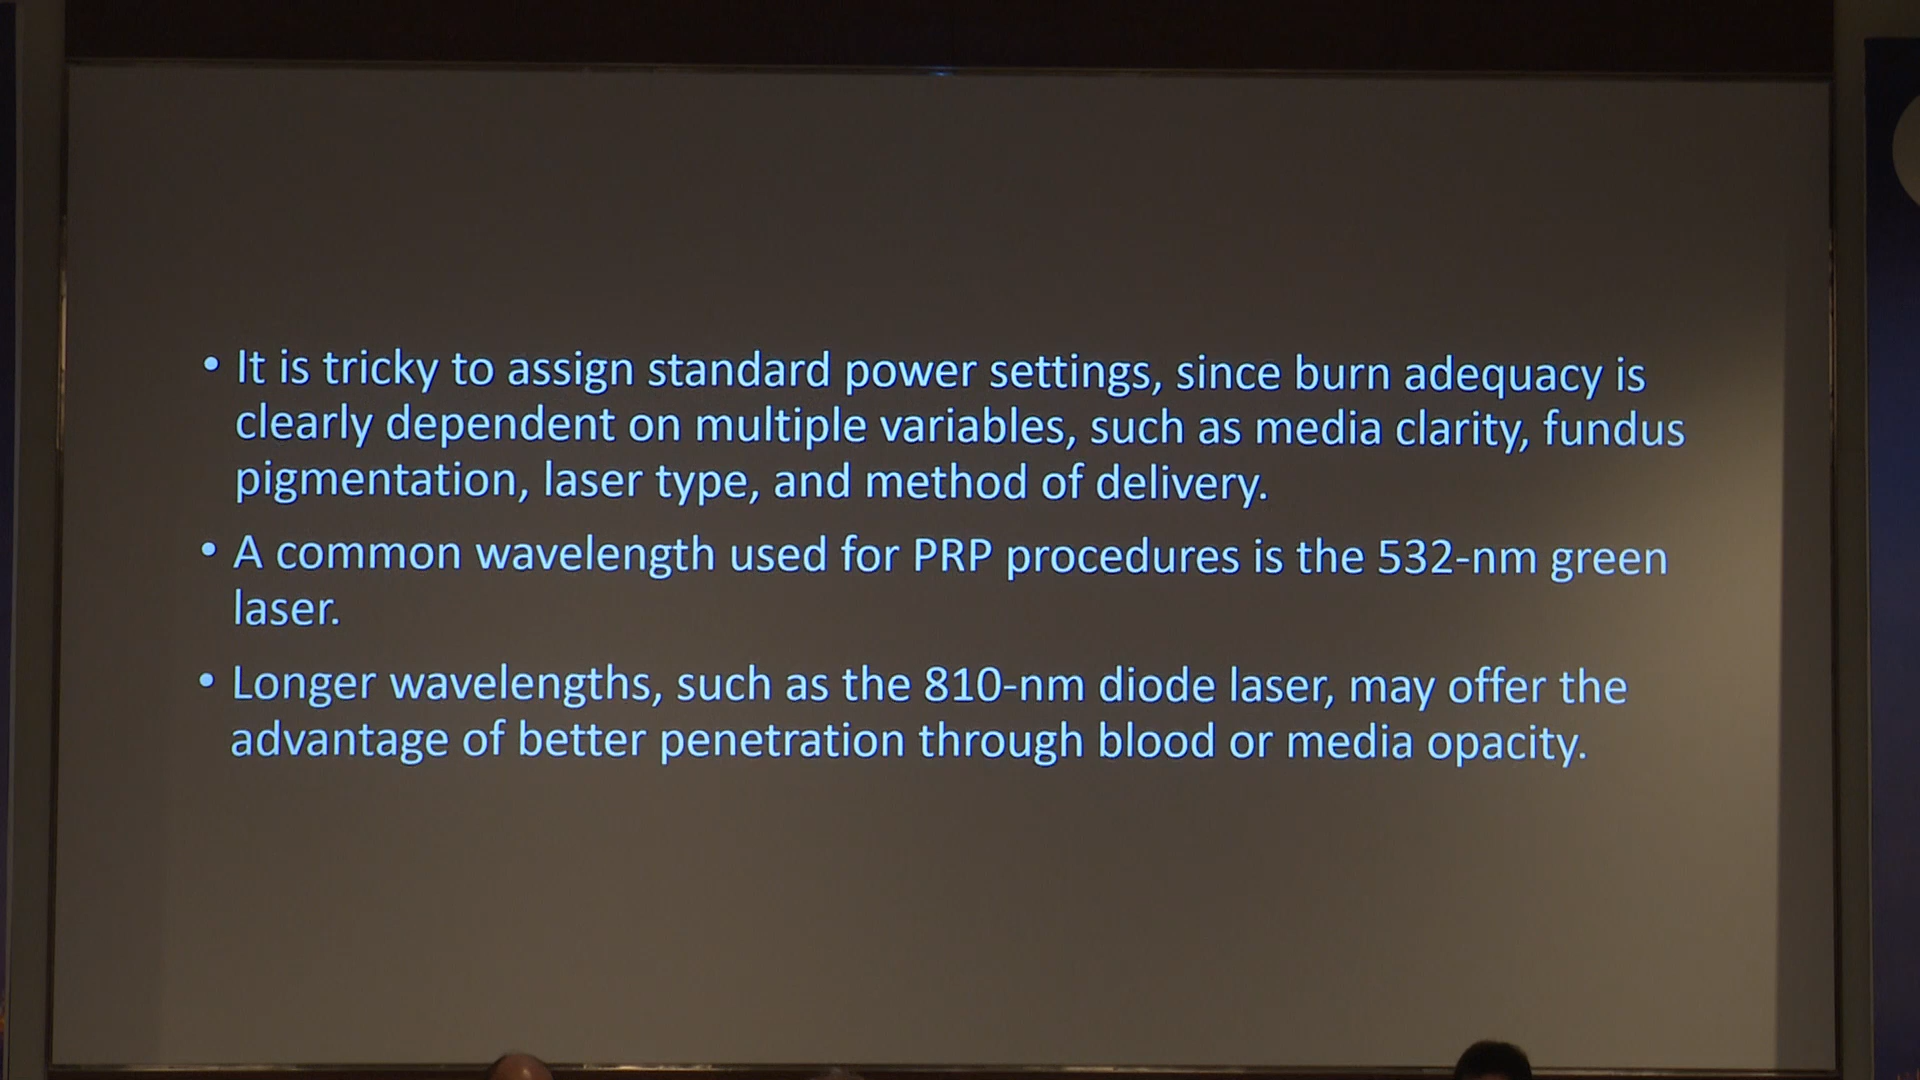 • It is tricky to assign standard power settings, since burn adequacy is
clearly dependent on multiple variables, such as media clarity, fundus
pigmentation, laser type, and method of delivery.
• A common wavelength used for PRP procedures is the 532-nm green
laser.
• Longer wavelengths, such as the 810-nm diode laser, may offer the
advantage of better penetration through blood or media opacity.